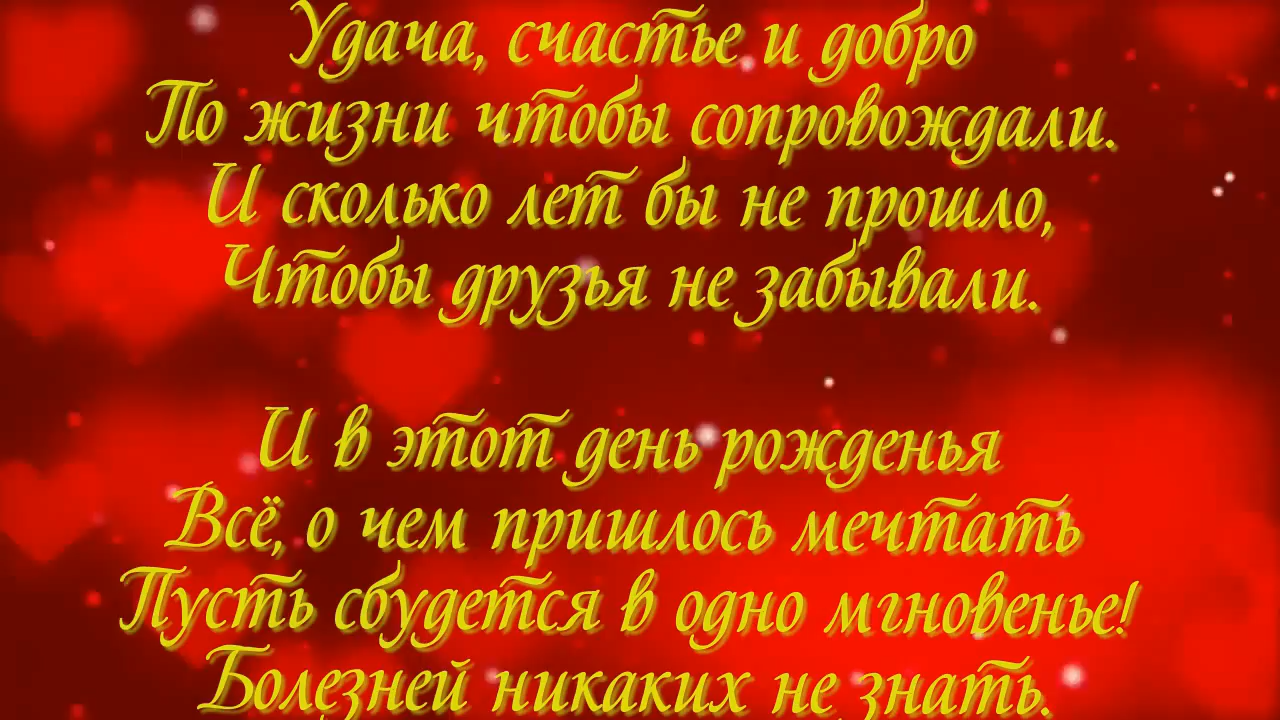 Удача, счастье и добро
По жизни чтобы сопровождали.
И сколько лет бы не прошло,
Чтобы друзья не забывали.
И в этот день рожденья
Всё, о чем пришлось мечтать
Пусть сбудется в одно мгновенье!
Болезней никаких не знать.